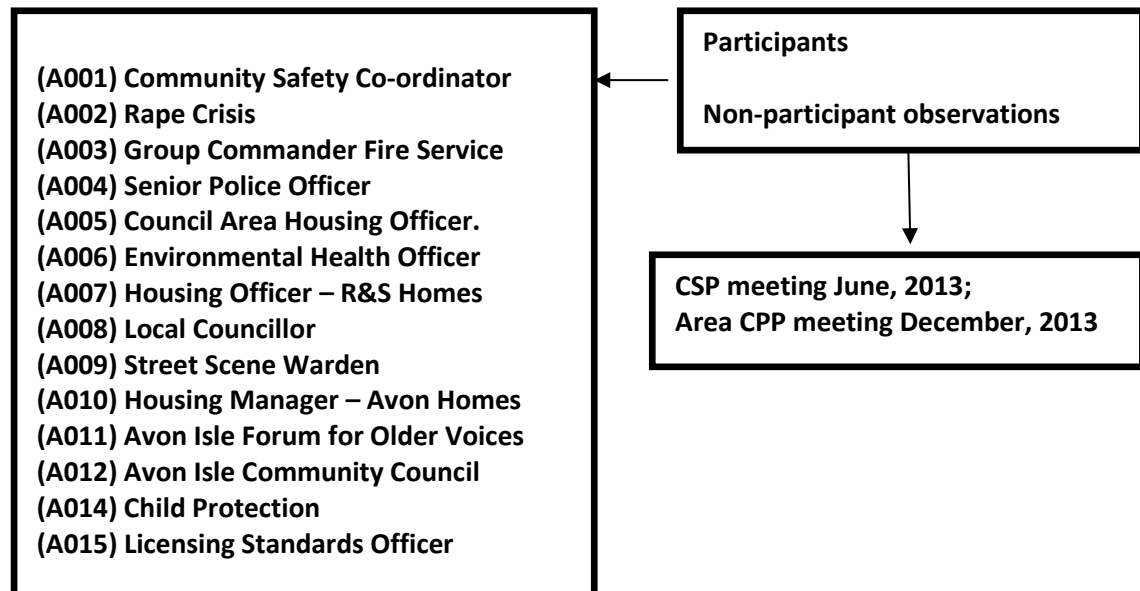 (A001) Community Safety Co-ordinator
(A002) Rape Crisis
(A003) Group Commander Fire Service
(A004) Senior Police Officer
(A005) Council Area Housing Officer.
(A006) Environmental Health Officer
(A007) Housing Officer – R&S Homes
(A008) Local Councillor
(A009) Street Scene Warden
(A010) Housing Manager – Avon Homes
(A011) Avon Isle Forum for Older Voices
(A012) Avon Isle Community Council
(A014) Child Protection
(A015) Licensing Standards Officer
Participants
Non-participant observations
CSP meeting June, 2013;
Area CPP meeting December, 2013